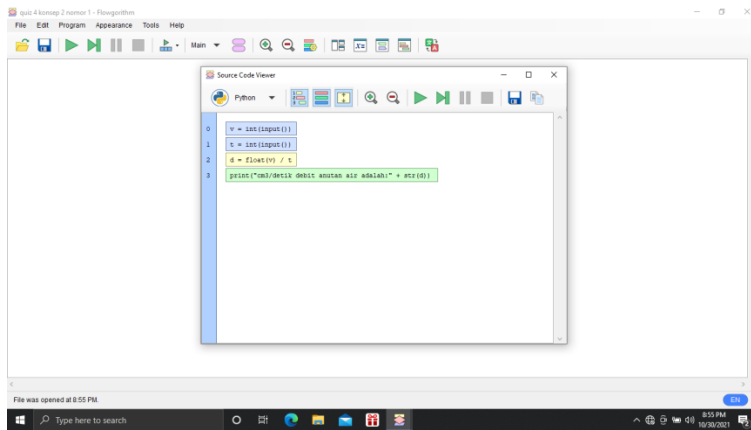 quiz 4 konsep 2 nomor 1 - Flowgorithm
File Edit Program Appearance Tools Help
Main
Source Code Viewer
Python
0 v = int(input())
1 t = int(input())
2 d = float(v) / t
3 print("cm3/detik debit anutan air adalah:" + str(d))
File was opened at 8:55 PM.
EN
Type here to search
8:55 PM
10/30/2021